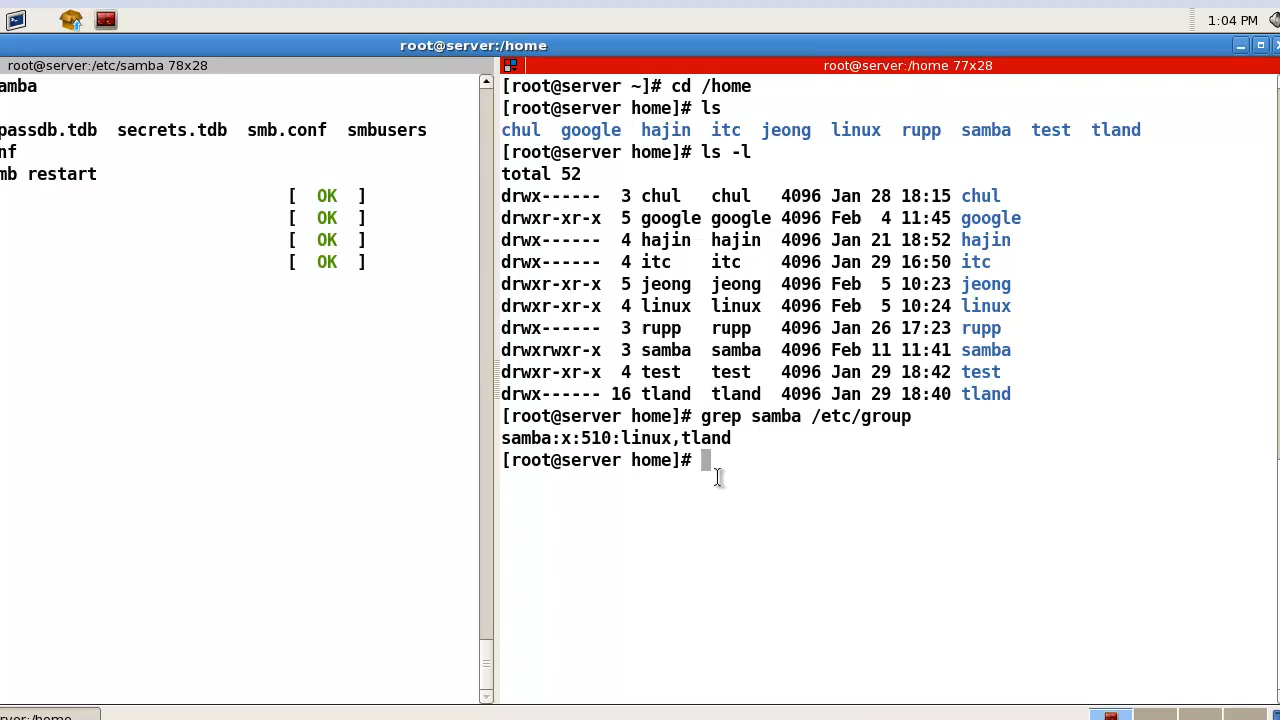 1:04 PM
root@server:/home
root@server:/etc/samba 78x28
amba
passdb.tdb  secrets.tdb  smb.conf  smbusers
nf
mb restart
[  OK  ]
[  OK  ]
[  OK  ]
[  OK  ]
root@server:/home 77x28
[root@server ~]# cd /home
[root@server home]# ls
chul  google  hajin  itc  jeong  linux  rupp  samba  test  tland
[root@server home]# ls -l
total 52
drwx------  3 chul   chul   4096 Jan 28 18:15 chul
drwxr-xr-x  5 google google 4096 Feb  4 11:45 google
drwx------  4 hajin  hajin  4096 Jan 21 18:52 hajin
drwx------  4 itc    itc    4096 Jan 29 16:50 itc
drwxr-xr-x  5 jeong  jeong  4096 Feb  5 10:23 jeong
drwxr-xr-x  4 linux  linux  4096 Feb  5 10:24 linux
drwx------  3 rupp   rupp   4096 Jan 26 17:23 rupp
drwxrwxr-x  3 samba  samba  4096 Feb 11 11:41 samba
drwxr-xr-x  4 test   test   4096 Jan 29 18:42 test
drwx------ 16 tland  tland  4096 Jan 29 18:40 tland
[root@server home]# grep samba /etc/group
samba:x:510:linux,tland
[root@server home]#